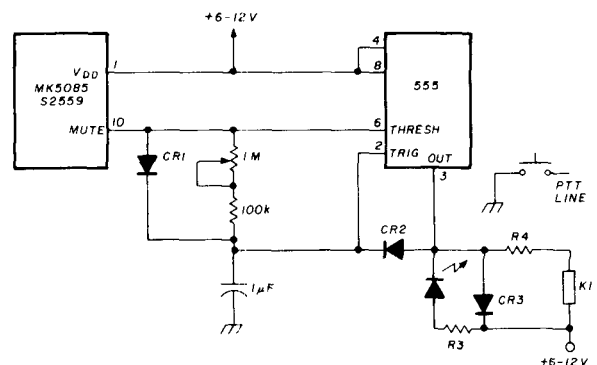 +6-12V
MK5085
S2559
VDD
1
4
8
555
MUTE
10
6
THRESH
2
TRIG
OUT
3
CR1
1M
100k
1µF
CR2
PTT
LINE
R4
CR3
K1
R3
+6-12V